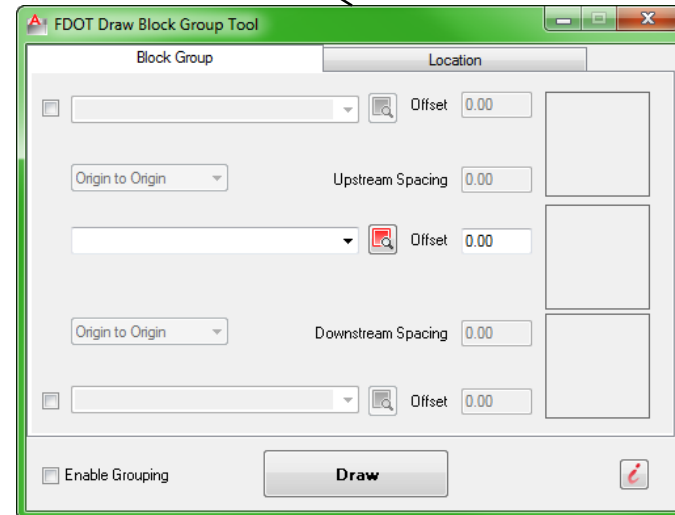 FDOT Draw Block Group Tool
Block Group Location
Offset 0.00
Origin to Origin Upstream Spacing 0.00
Offset 0.00
Origin to Origin Downstream Spacing 0.00
Offset 0.00
Enable Grouping Draw i